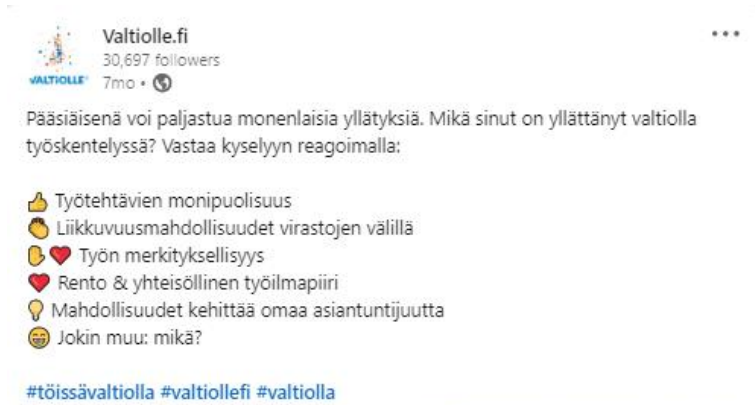 Valtiolle.fi
30,697 followers
VALTIOLLE
7mo •
Pääsiäisenä voi paljastua monenlaisia yllätyksiä. Mikä sinut on yllättänyt valtiolla
työskentelyssä? Vastaa kyselyyn reagoimalla:
👍 Työtehtävien monipuolisuus
👏 Liikkuvuusmahdollisuudet virastojen välillä
✋❤️ Työn merkityksellisyys
❤️ Rento & yhteisöllinen työilmapiiri
💡 Mahdollisuudet kehittää omaa asiantuntijuutta
😁 Jokin muu: mikä?
#töissävaltiolla #valtiollefi #valtiolla